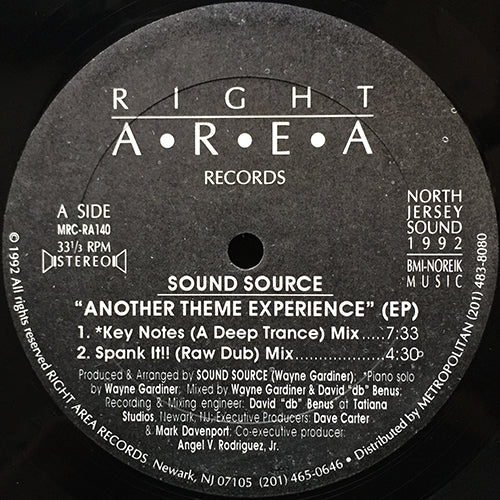 RIGHT
A•R•E•A
RECORDS
A SIDE
MRC-RA140
33 1/3 RPM
STEREO
NORTH
JERSEY
SOUND
1992
BMI-NOREIK
MUSIC
SOUND SOURCE
"ANOTHER THEME EXPERIENCE" (EP)
1. *Key Notes (A Deep Trance) Mix.....7:33
2. Spank It!! (Raw Dub) Mix...............4:30
Produced & Arranged by SOUND SOURCE (Wayne Gardiner); *Piano solo
by Wayne Gardiner; Mixed by Wayne Gardiner & David "db" Benus;
Recording & Mixing engineer: David "db" Benus at Tatiana
Studios, Newark, NJ; Executive Producers: Dave Carter
& Mark Davenport; Co-executive producer:
Angel V. Rodriguez, Jr.
© 1992 All rights reserved RIGHT AREA RECORDS. Newark, NJ 07105 (201) 465-0646 • Distributed by METROPOLITAN (201) 483-8080